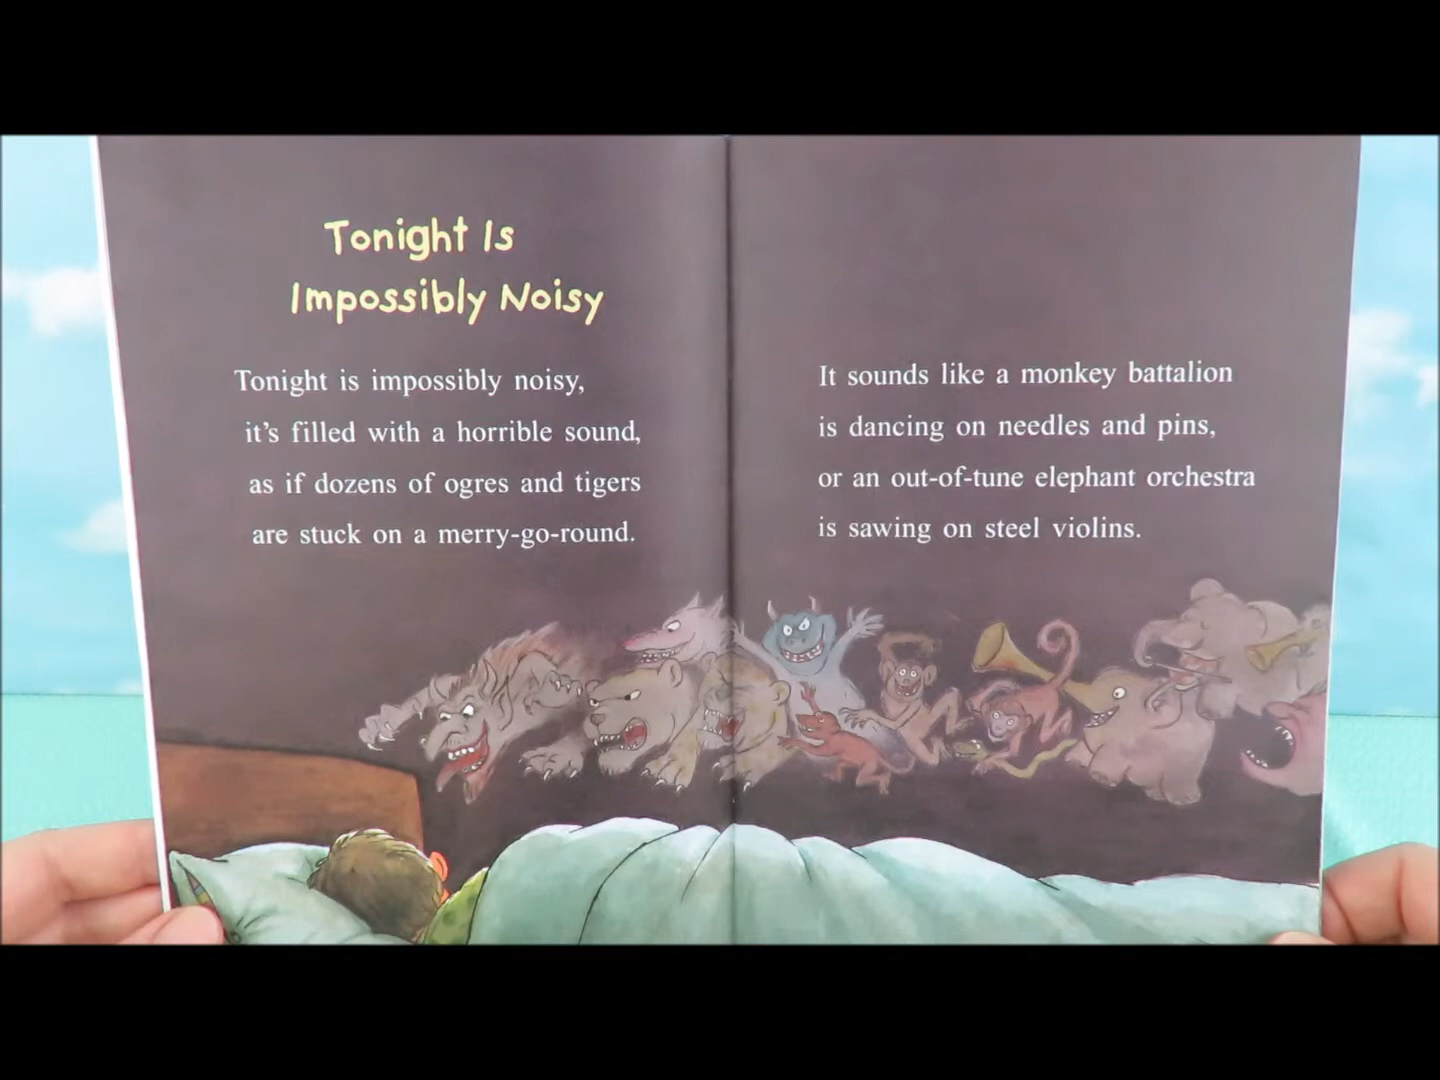 Tonight Is
Impossibly Noisy
Tonight is impossibly noisy,
it's filled with a horrible sound,
as if dozens of ogres and tigers
are stuck on a merry-go-round.
It sounds like a monkey battalion
is dancing on needles and pins,
or an out-of-tune elephant orchestra
is sawing on steel violins.